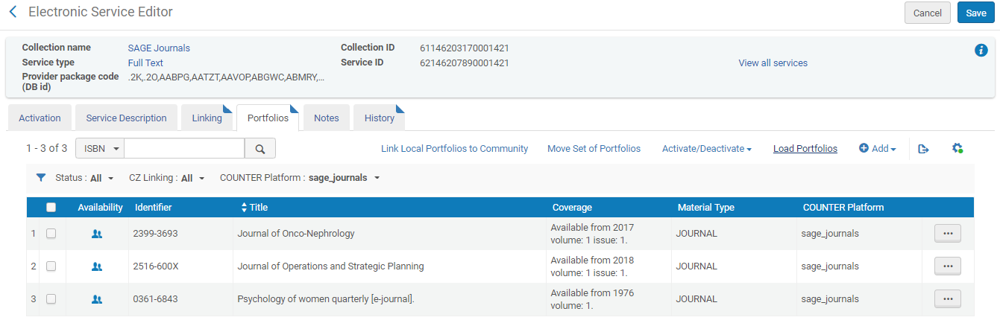 Electronic Service Editor
Cancel
Save
Collection name SAGE Journals Collection ID 61146203170001421
Service type Full Text Service ID 62146207890001421 View all services
Provider package code .2K,.2O,AABPG,AATZT,AAVOP,ABGWC,ABMRY,...
(DB id)
Activation Service Description Linking Portfolios Notes History
1 - 3 of 3 ISBN Link Local Portfolios to Community Move Set of Portfolios Activate/Deactivate Load Portfolios Add
Status : All CZ Linking : All COUNTER Platform : sage_journals
Availability Identifier Title Coverage Material Type COUNTER Platform
1 2399-3693 Journal of Onco-Nephrology Available from 2017 volume: 1 issue: 1. JOURNAL sage_journals
2 2516-600X Journal of Operations and Strategic Planning Available from 2018 volume: 1 issue: 1. JOURNAL sage_journals
3 0361-6843 Psychology of women quarterly [e-journal]. Available from 1976 volume: 1. JOURNAL sage_journals